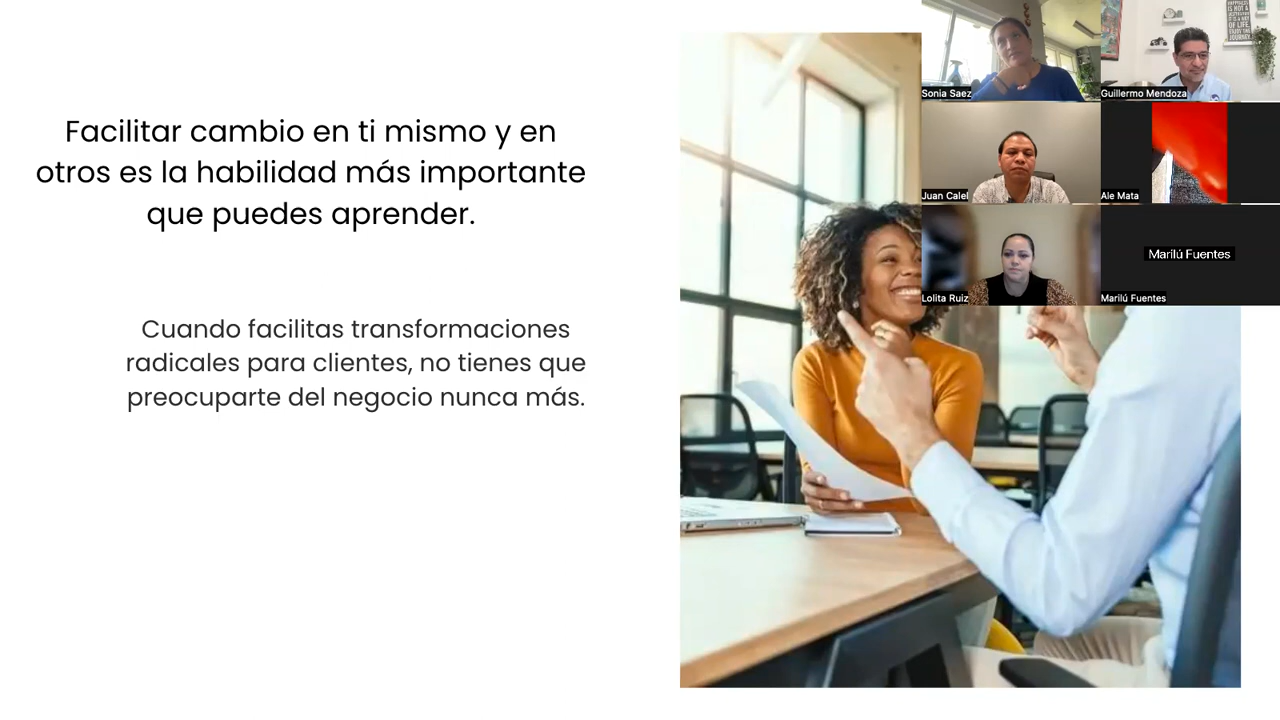 Facilitar cambio en ti mismo y en
otros es la habilidad más importante
que puedes aprender.
Cuando facilitas transformaciones
radicales para clientes, no tienes que
preocuparte del negocio nunca más.
Sonia Saez
Guillermo Mendoza
Juan Calel
Ale Mata
Lolita Ruiz
Marilú Fuentes
Marilú Fuentes